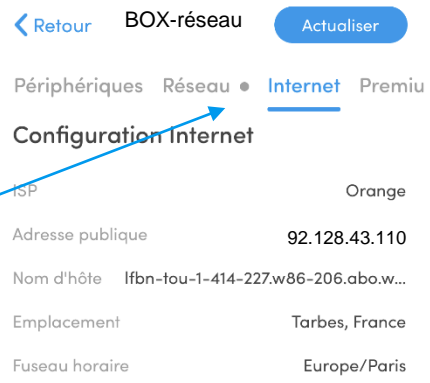 Retour BOX-réseau Actualiser
Périphériques Réseau Internet Premiu
Configuration Internet
ISP Orange
Adresse publique 92.128.43.110
Nom d'hôte lfbn-tou-1-414-227.w86-206.abo.w...
Emplacement Tarbes, France
Fuseau horaire Europe/Paris